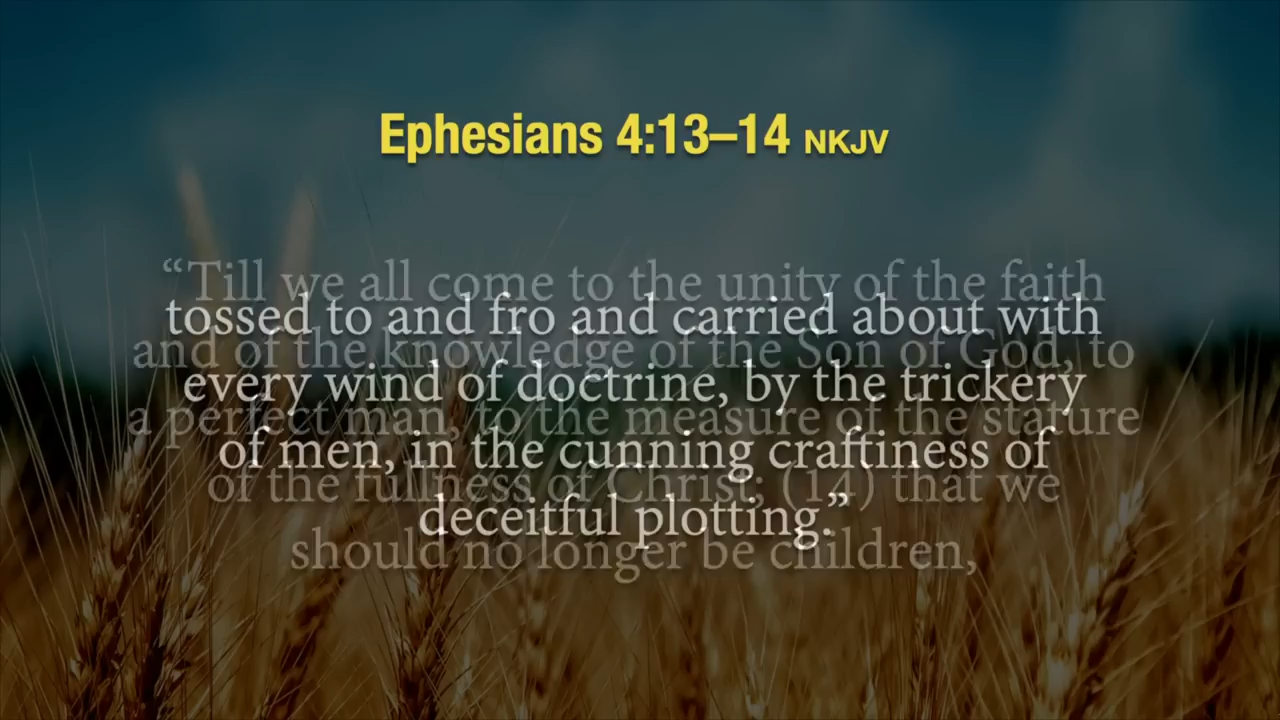 Ephesians 4:13–14 NKJV
“Till we all come to the unity of the faith
and of the knowledge of the Son of God, to
a perfect man, to the measure of the stature
of the fullness of Christ; (14) that we
should no longer be children,
tossed to and fro and carried about with
every wind of doctrine, by the trickery
of men, in the cunning craftiness of
deceitful plotting.”